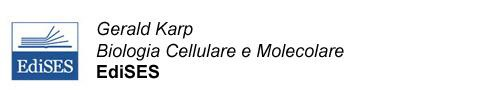 EdiSES
Gerald Karp
Biologia Cellulare e Molecolare
EdiSES